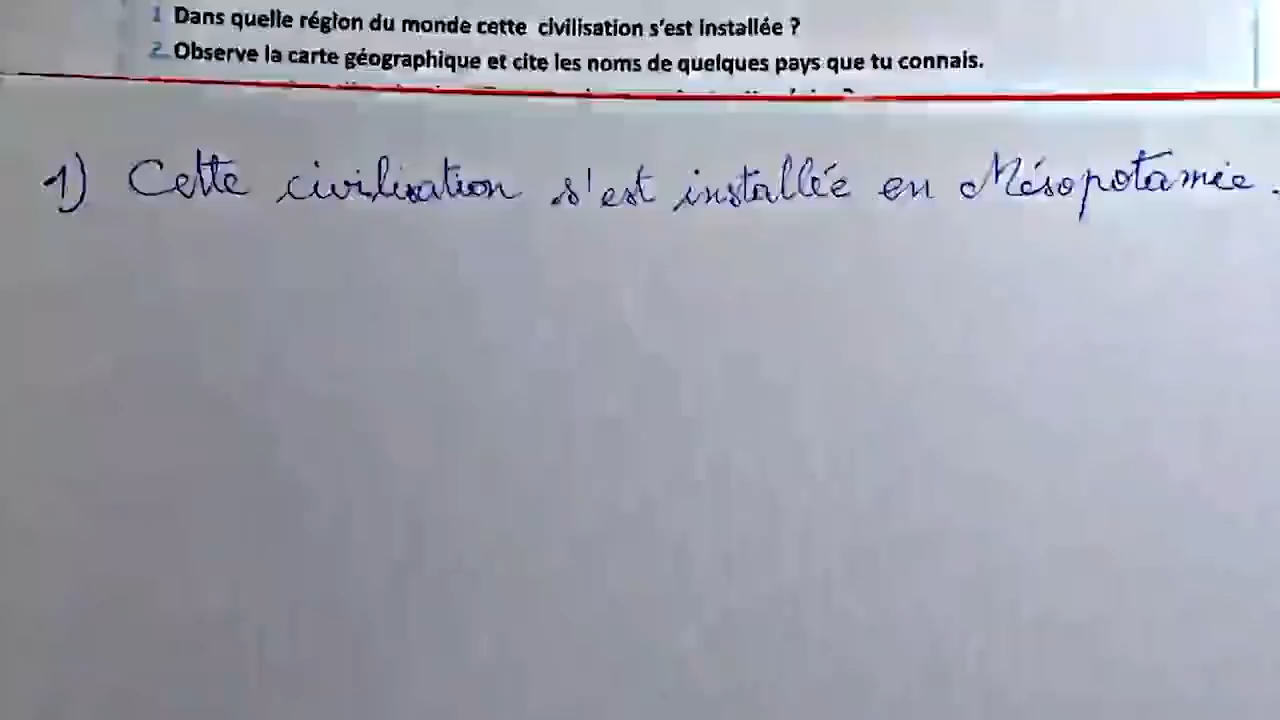 1 Dans quelle région du monde cette civilisation s'est installée ?
2. Observe la carte géographique et cite les noms de quelques pays que tu connais.
1) Cette civilisation s'est installée en Mésopotamie.